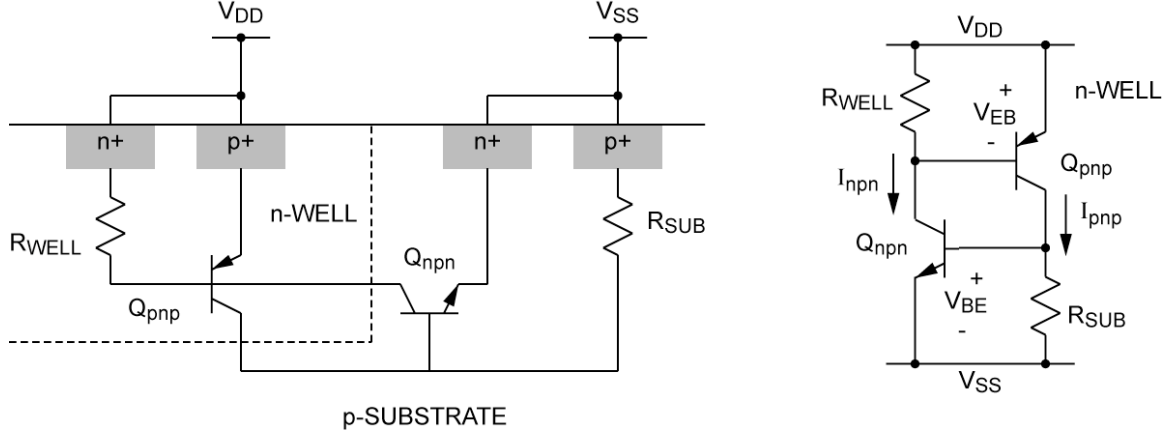 VDD
VSS
n+
p+
n+
p+
n-WELL
RWELL
RSUB
Qnpn
Qpnp
p-SUBSTRATE
VDD
RWELL
+
n-WELL
VEB
-
Qpnp
Inpn
Ipnp
Qnpn
+
VBE
RSUB
-
VSS